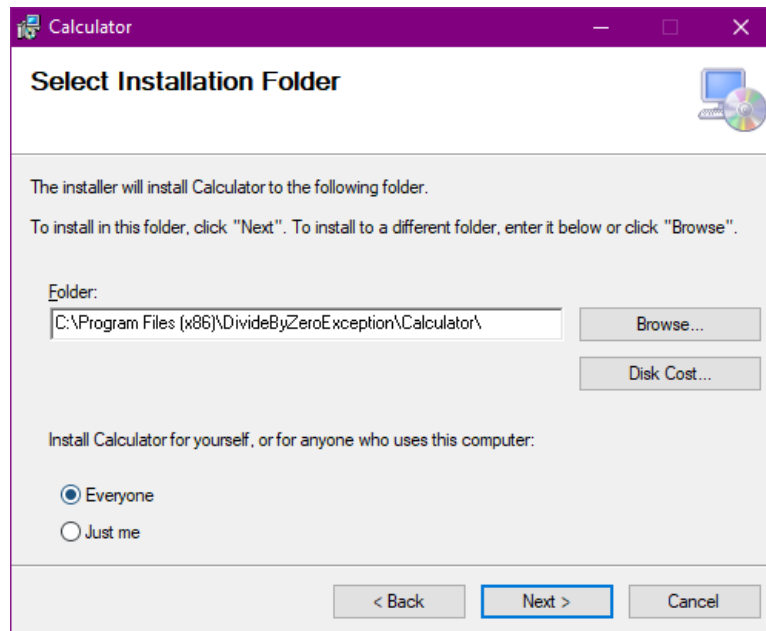 Calculator
Select Installation Folder
The installer will install Calculator to the following folder.
To install in this folder, click "Next". To install to a different folder, enter it below or click "Browse".
Folder:
C:\Program Files (x86)\DivideByZeroException\Calculator\
Browse...
Disk Cost...
Install Calculator for yourself, or for anyone who uses this computer:
Everyone
Just me
< Back Next > Cancel